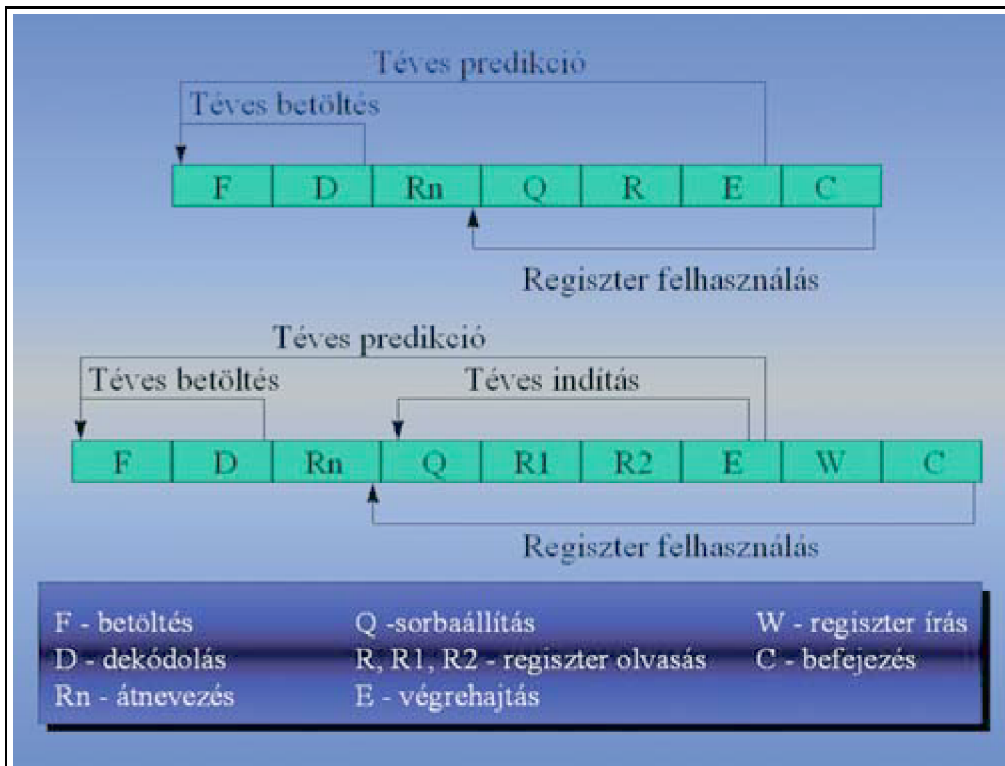 Téves predikció
Téves betöltés
F D Rn Q R E C
Regiszter felhasználás
Téves predikció
Téves betöltés Téves indítás
F D Rn Q R1 R2 E W C
Regiszter felhasználás
F - betöltés Q -sorbaállítás W - regiszter írás
D - dekódolás R, R1, R2 - regiszter olvasás C - befejezés
Rn - átnevezés E - végrehajtás